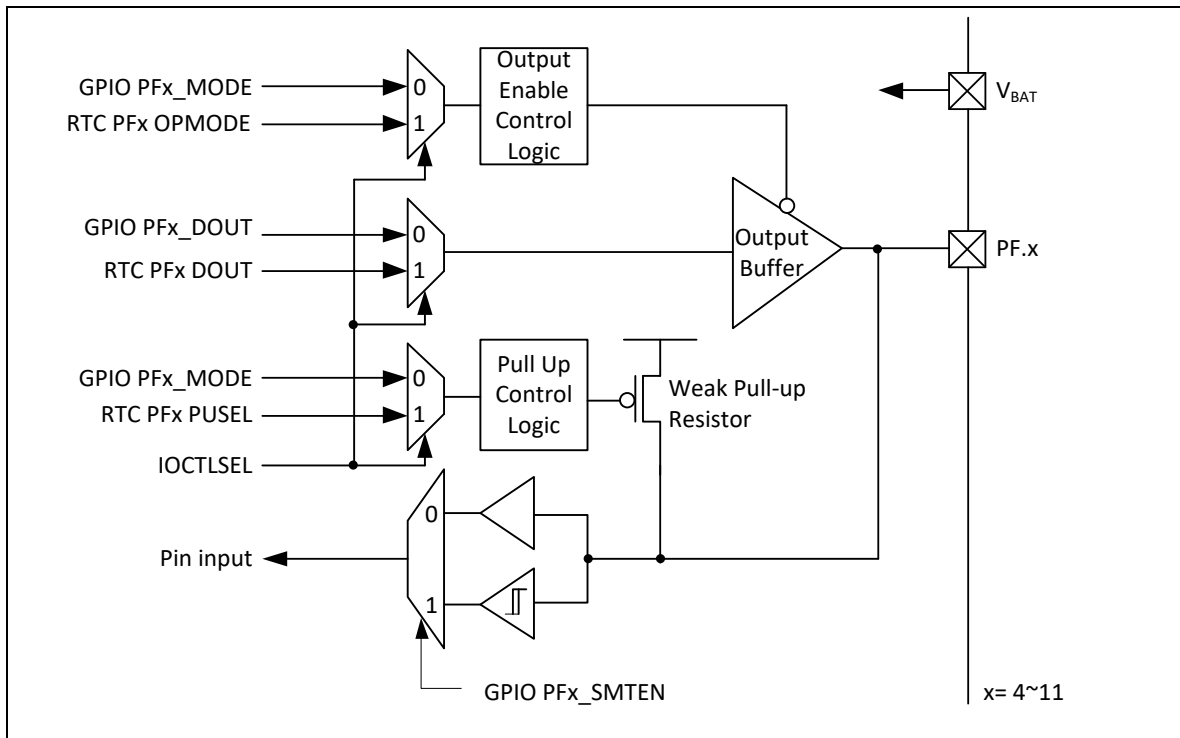 GPIO PFx_MODE
RTC PFx OPMODE
0
1
Output
Enable
Control
Logic
V_BAT
GPIO PFx_DOUT
RTC PFx DOUT
0
1
Output
Buffer
PF.x
GPIO PFx_MODE
RTC PFx PUSEL
0
1
Pull Up
Control
Logic
Weak Pull-up
Resistor
IOCTLSEL
0
Pin input
1
GPIO PFx_SMTEN
x= 4~11